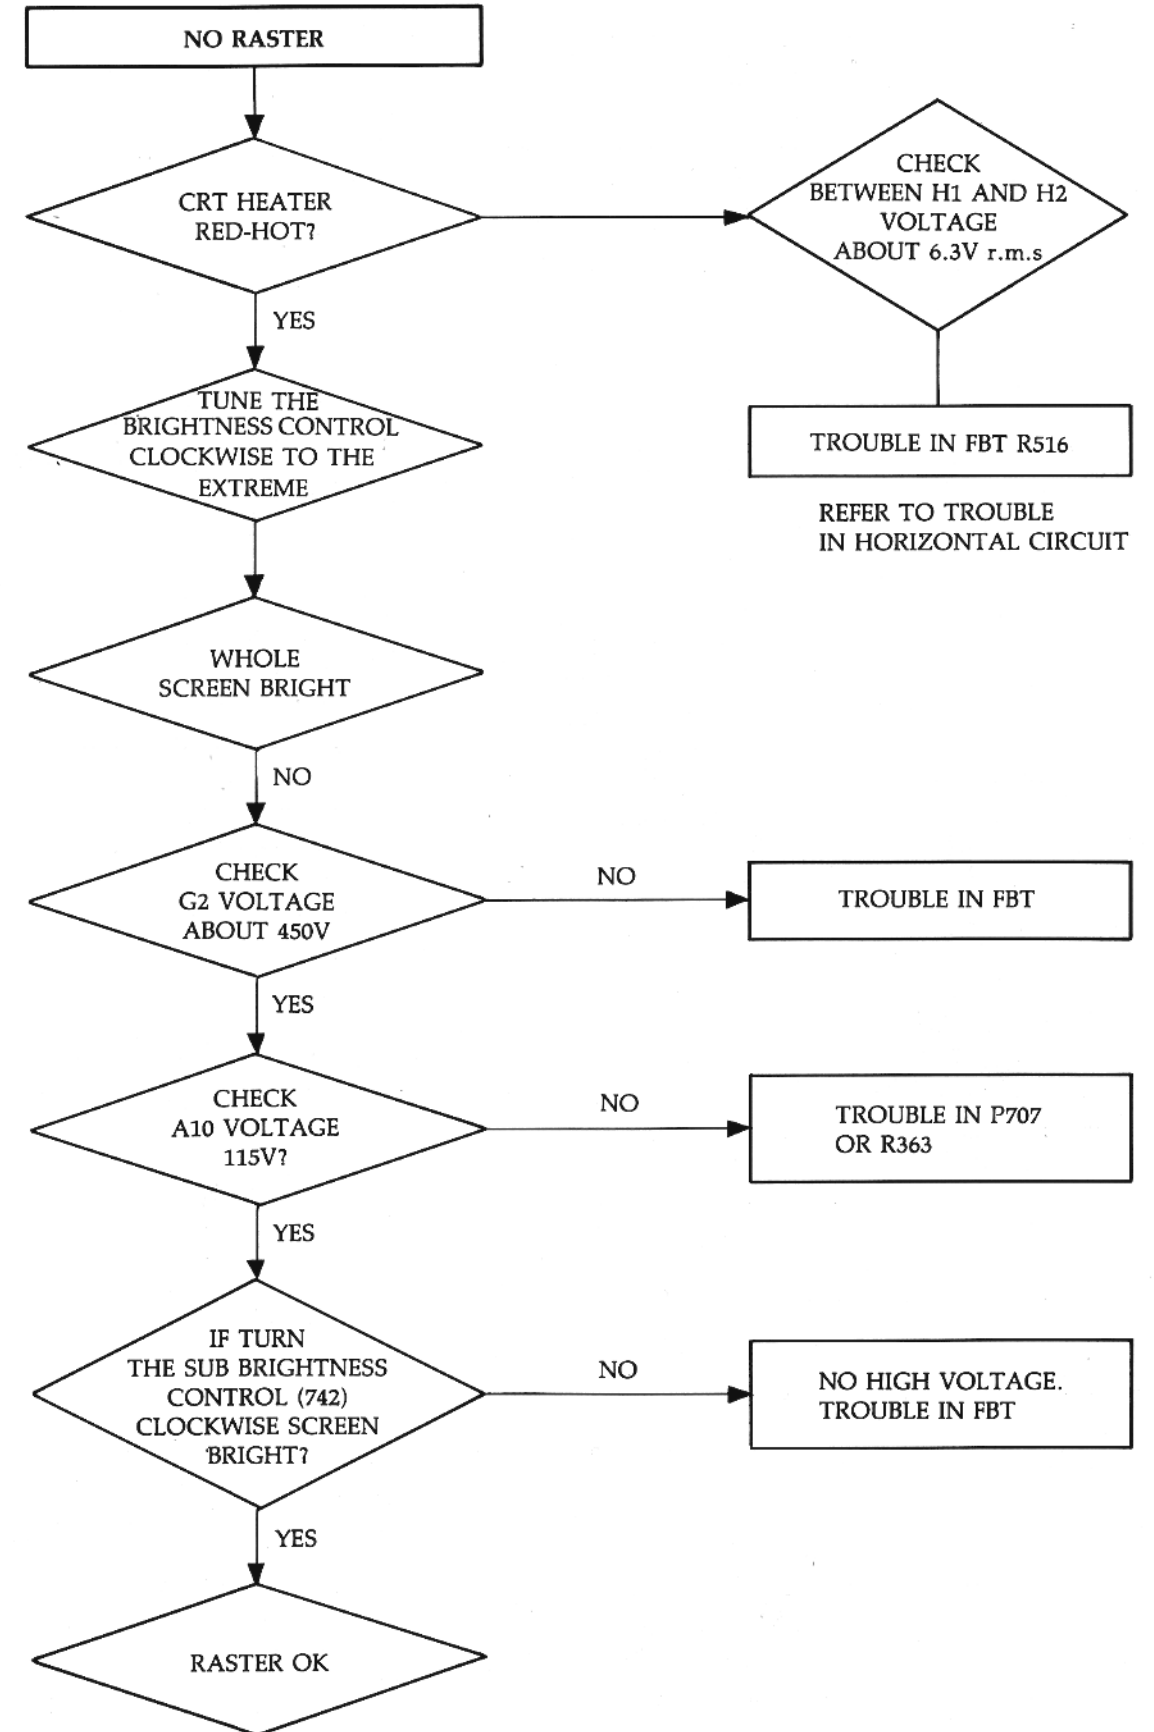 NO RASTER
CRT HEATER
RED-HOT?
CHECK
BETWEEN H1 AND H2
VOLTAGE
ABOUT 6.3V r.m.s
YES
TUNE THE
BRIGHTNESS CONTROL
CLOCKWISE TO THE
EXTREME
TROUBLE IN FBT R516
REFER TO TROUBLE
IN HORIZONTAL CIRCUIT
WHOLE
SCREEN BRIGHT
NO
CHECK
G2 VOLTAGE
ABOUT 450V
NO
TROUBLE IN FBT
YES
CHECK
A10 VOLTAGE
115V?
NO
TROUBLE IN P707
OR R363
YES
IF TURN
THE SUB BRIGHTNESS
CONTROL (742)
CLOCKWISE SCREEN
BRIGHT?
NO
NO HIGH VOLTAGE.
TROUBLE IN FBT
YES
RASTER OK